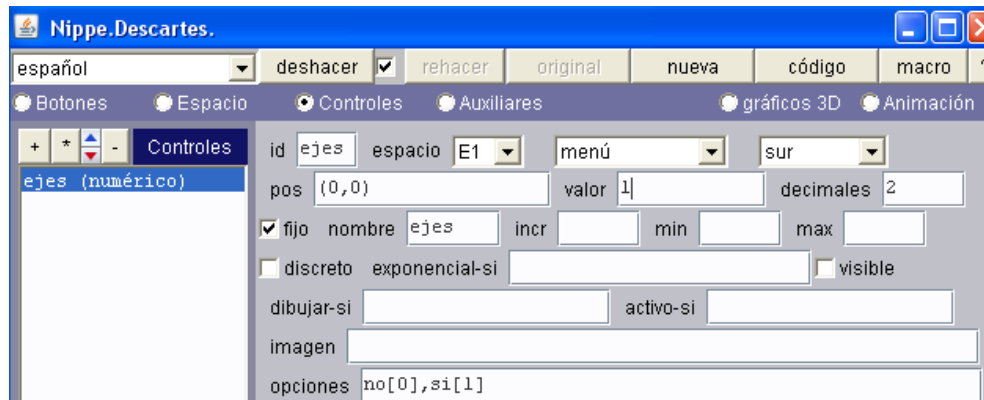 Nippe.Descartes.
español deshacer rehacer original nueva código macro
Botones Espacio Controles Auxiliares gráficos 3D Animación
+ * - Controles id ejes espacio E1 menú sur
ejes (numérico) pos (0,0) valor 1 decimales 2
fijo nombre ejes incr min max
discreto exponencial-si visible
dibujar-si activo-si
imagen
opciones no[0],si[1]